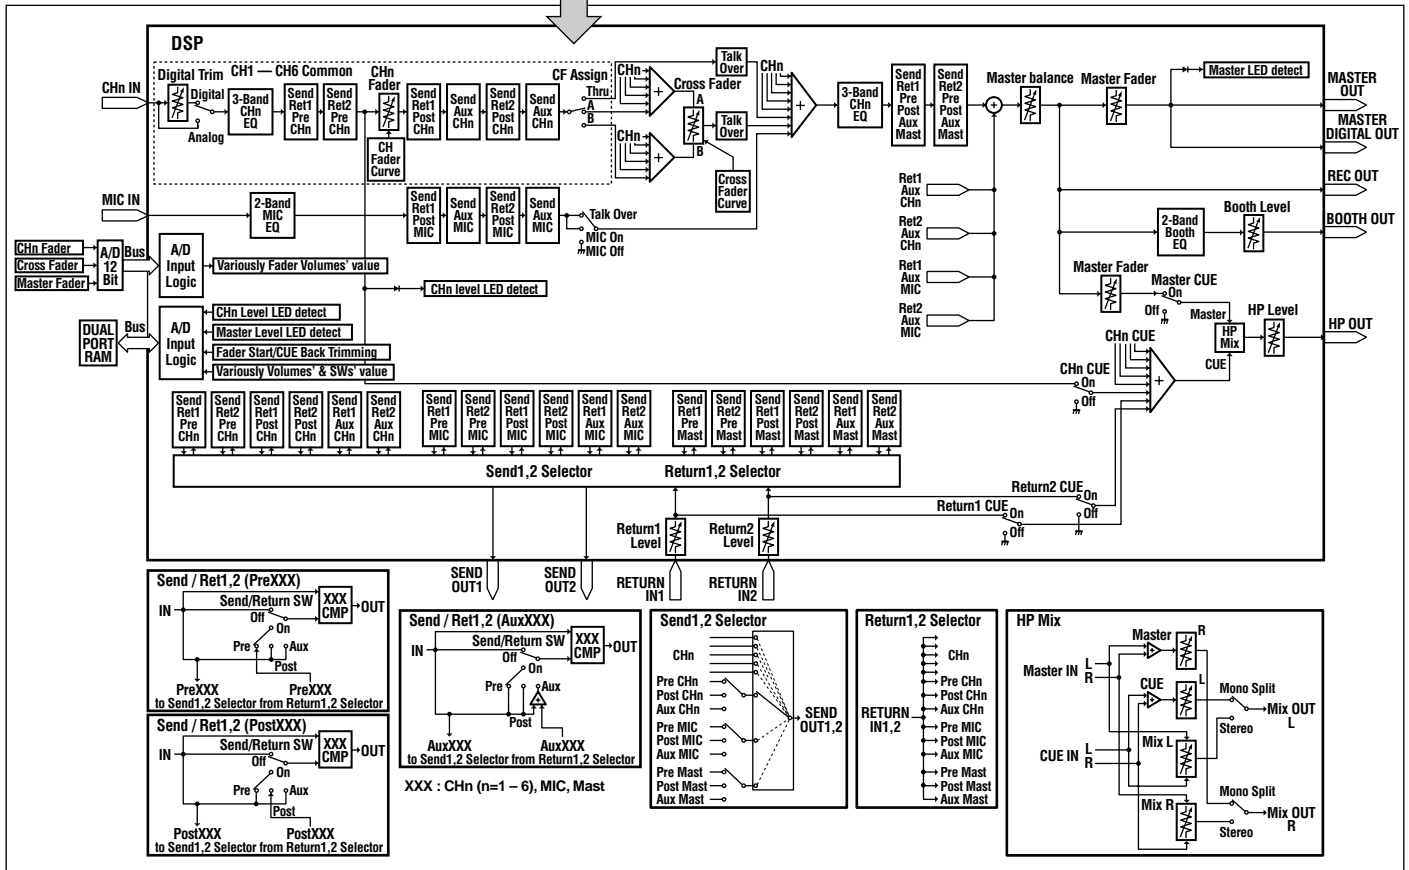 DSP
CHn IN
Digital Trim
CH1 — CH6 Common
Digital
Analog
3-Band
CHn
EQ
Send
Ret1
Pre
CHn
Send
Ret2
Pre
CHn
CHn
Fader
CH
Fader
Curve
Send
Ret1
Post
CHn
Send
Aux
CHn
Send
Ret2
Post
CHn
Send
Aux
CHn
CF Assign
Thru
A
B
CHn
CHn
+
+
Cross Fader
A
B
Talk
Over
Talk
Over
Cross
Fader
Curve
CHn
+
3-Band
CHn
EQ
Send
Ret1
Pre
Post
Aux
Mast
Send
Ret2
Pre
Post
Aux
Mast
Master balance
Master Fader
Master LED detect
MASTER
OUT
MASTER
DIGITAL OUT
REC OUT
BOOTH OUT
HP OUT
MIC IN
2-Band
MIC
EQ
Send
Ret1
Post
MIC
Send
Aux
MIC
Send
Ret2
Post
MIC
Send
Aux
MIC
Talk Over
MIC On
MIC Off
Ret1
Aux
CHn
Ret2
Aux
CHn
Ret1
Aux
MIC
Ret2
Aux
MIC
2-Band
Booth
EQ
Booth Level
Master Fader
Master CUE
On
Off
Master
HP
Mix
CUE
HP Level
CHn Fader
Cross Fader
Master Fader
A/D
12
Bit
Bus
A/D
Input
Logic
Variously Fader Volumes' value
CHn level LED detect
DUAL
PORT
RAM
Bus
A/D
Input
Logic
CHn Level LED detect
Master Level LED detect
Fader Start/CUE Back Trimming
Variously Volumes' & SWs' value
CHn CUE
CHn CUE
On
Off
+
Send
Ret1
Pre
CHn
Send
Ret2
Pre
CHn
Send
Ret1
Post
CHn
Send
Ret2
Post
CHn
Send
Ret1
Aux
CHn
Send
Ret2
Aux
CHn
Send
Ret1
Pre
MIC
Send
Ret2
Pre
MIC
Send
Ret1
Post
MIC
Send
Ret2
Post
MIC
Send
Ret1
Aux
MIC
Send
Ret2
Aux
MIC
Send
Ret1
Pre
Mast
Send
Ret2
Pre
Mast
Send
Ret1
Post
Mast
Send
Ret2
Post
Mast
Send
Ret1
Aux
Mast
Send
Ret2
Aux
Mast
Send1,2 Selector
Return1,2 Selector
Return2 CUE
On
Off
Return1 CUE
On
Off
Return1
Level
Return2
Level
SEND
OUT1
SEND
OUT2
RETURN
IN1
RETURN
IN2
Send / Ret1,2 (PreXXX)
IN
Send/Return SW
Off
On
Pre
Aux
Post
XXX
CMP
OUT
PreXXX
PreXXX
to Send1,2 Selector from Return1,2 Selector
Send / Ret1,2 (PostXXX)
IN
Send/Return SW
Off
On
Pre
Aux
Post
XXX
CMP
OUT
PostXXX
PostXXX
to Send1,2 Selector from Return1,2 Selector
Send / Ret1,2 (AuxXXX)
IN
Send/Return SW
Off
On
Pre
Aux
Post
+
XXX
CMP
OUT
AuxXXX
AuxXXX
to Send1,2 Selector from Return1,2 Selector
XXX : CHn (n=1 – 6), MIC, Mast
Send1,2 Selector
CHn
Pre CHn
Post CHn
Aux CHn
Pre MIC
Post MIC
Aux MIC
Pre Mast
Post Mast
Aux Mast
SEND
OUT1,2
Return1,2 Selector
RETURN
IN1,2
CHn
Pre CHn
Post CHn
Aux CHn
Pre MIC
Post MIC
Aux MIC
Pre Mast
Post Mast
Aux Mast
HP Mix
Master IN
L
R
Master
+
R
CUE
+
L
CUE IN
L
R
Mix L
Mix R
Mono Split
Stereo
Mix OUT
L
Mono Split
Stereo
Mix OUT
R